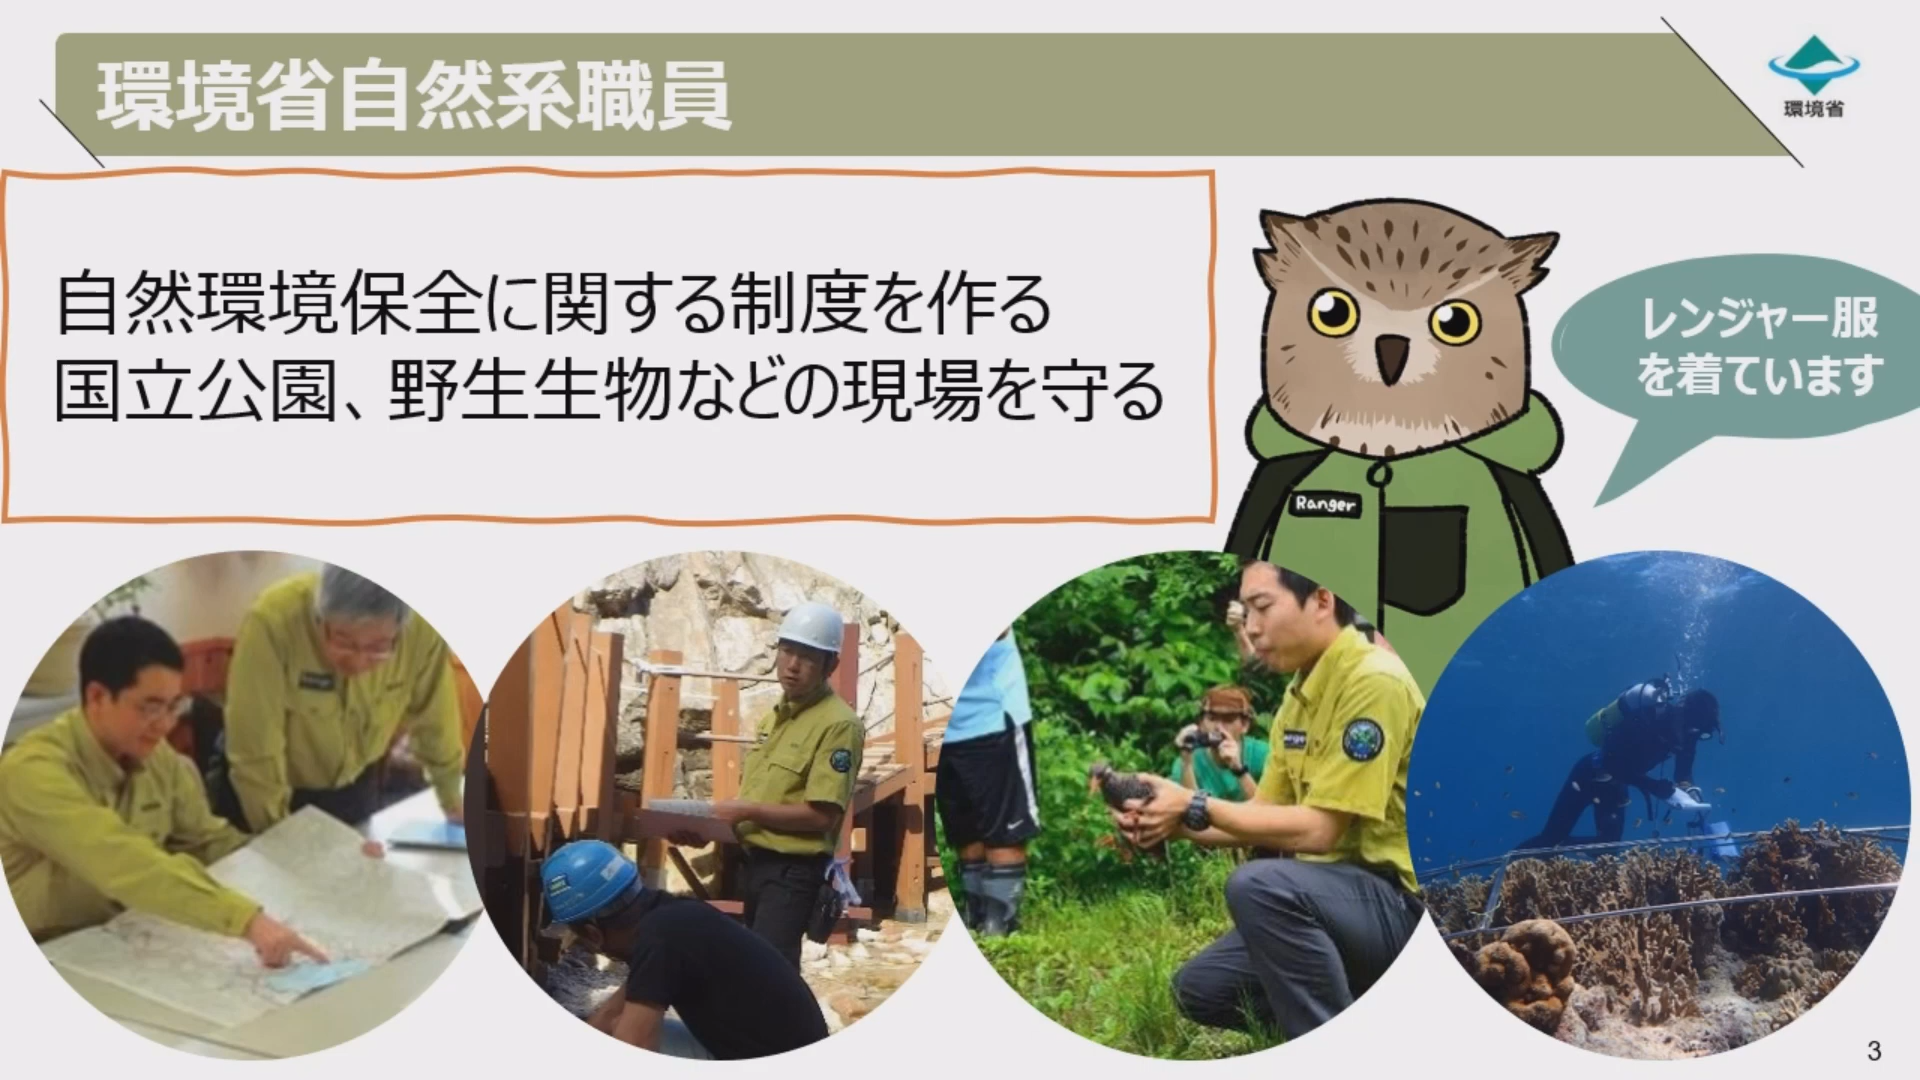 環境省自然系職員
環境省
自然環境保全に関する制度を作る
国立公園、野生生物などの現場を守る
レンジャー服
を着ています
Ranger
3